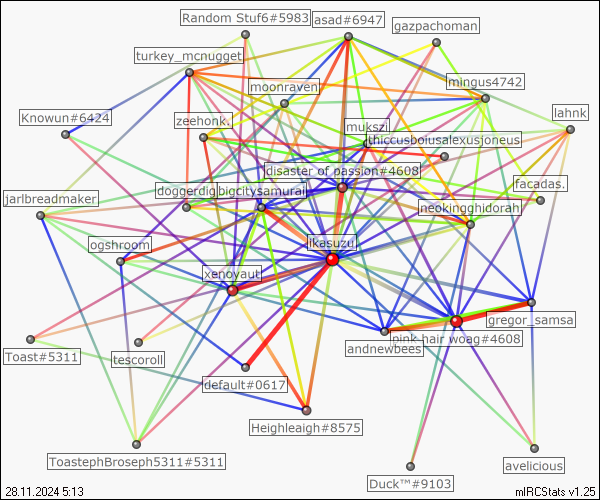 Random Stuf6#5983
asad#6947
gazpachoman
turkey_mcnugget
mingus4742
moonraven
Knowun#6424
zeehonk.
mukszi
lahnk
thiccusboiusalexusjoneus
disaster of passion#4608
doggerdigbigcitysamurai
facadas.
jarlbreadmaker
neokingghidorah
ogshroom
ikasuzu
xenoyaut
gregor_samsa
pink hair woag#4608
andnewbees
Toast#5311
tescoroll
default#0617
Heighleaigh#8575
ToastephBroseph5311#5311
avelicious
Duck™#9103
28.11.2024 5:13
mIRCStats v1.25